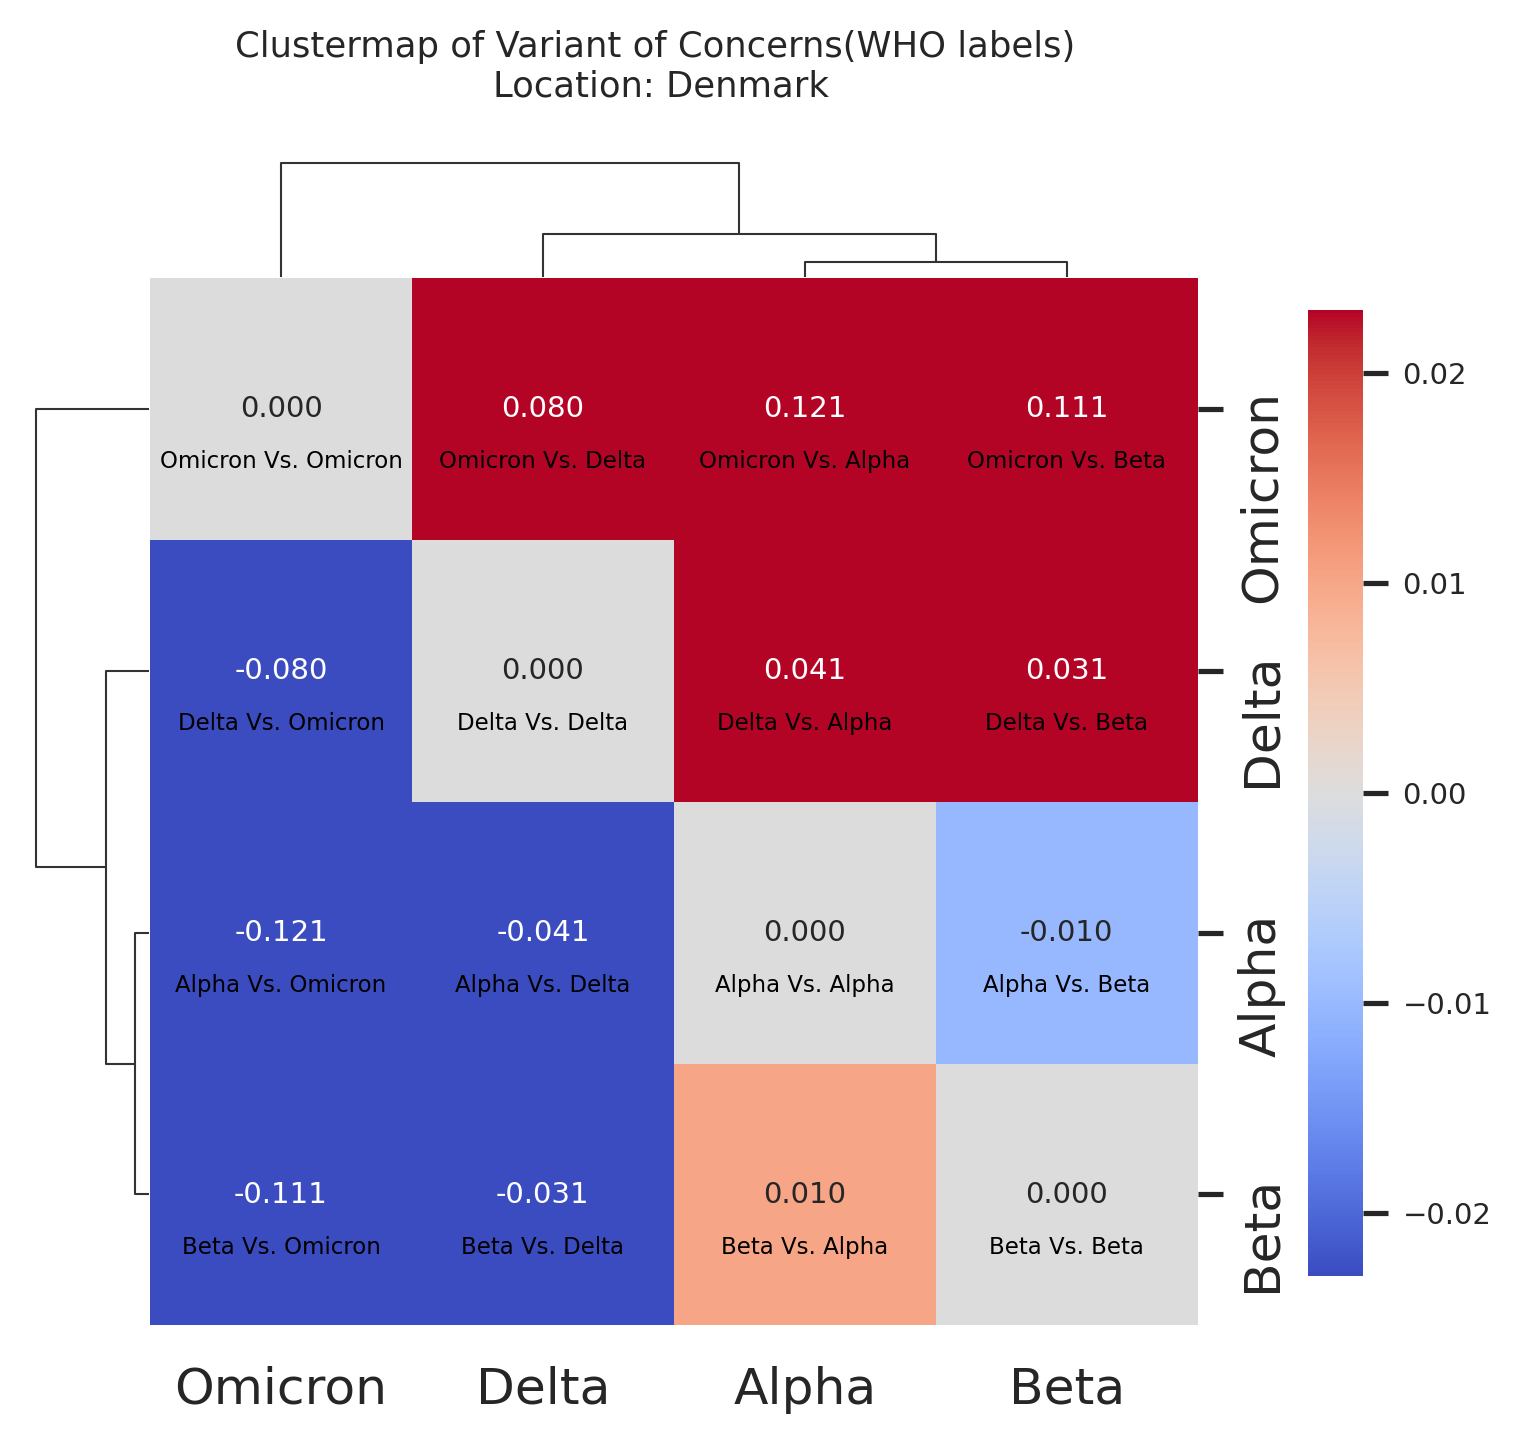 Clustermap of Variant of Concerns(WHO labels)
Location: Denmark
0.000
0.080
0.121
0.111
Omicron Vs. Omicron
Omicron Vs. Delta
Omicron Vs. Alpha
Omicron Vs. Beta
-0.080
0.000
0.041
0.031
Delta Vs. Omicron
Delta Vs. Delta
Delta Vs. Alpha
Delta Vs. Beta
-0.121
-0.041
0.000
-0.010
Alpha Vs. Omicron
Alpha Vs. Delta
Alpha Vs. Alpha
Alpha Vs. Beta
-0.111
-0.031
0.010
0.000
Beta Vs. Omicron
Beta Vs. Delta
Beta Vs. Alpha
Beta Vs. Beta
Omicron
Delta
Alpha
Beta
Omicron
Delta
Alpha
Beta
0.02
0.01
0.00
−0.01
−0.02